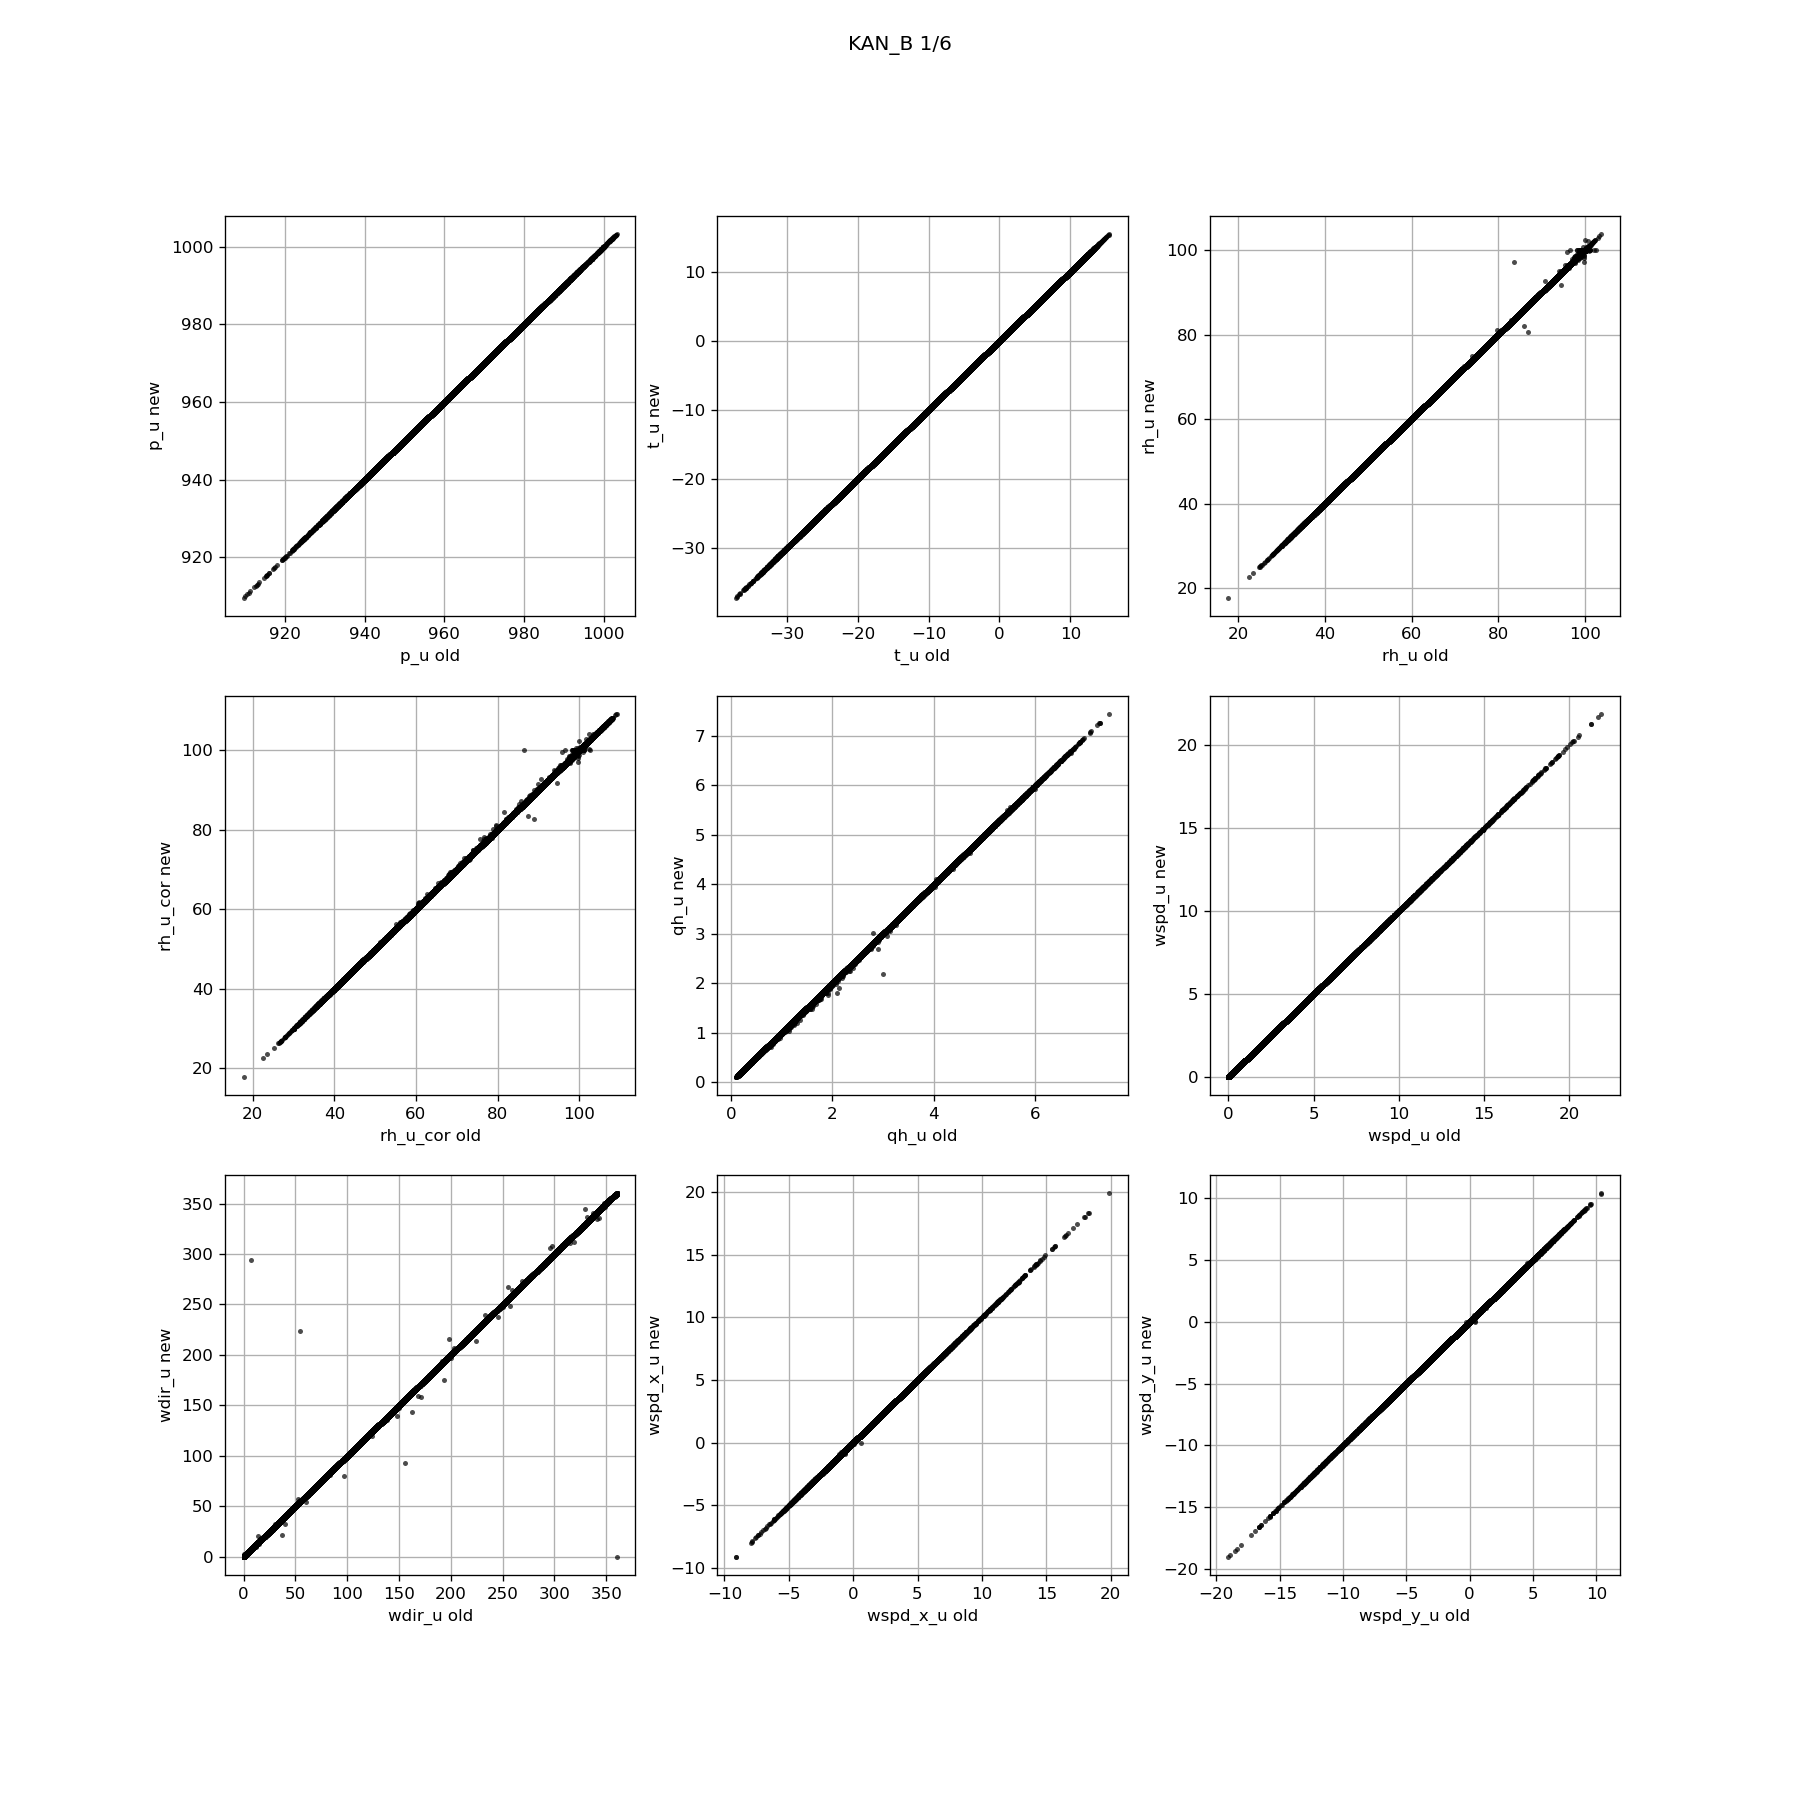 KAN_B 1/6
1000
980
960
940
920
p_u new
920 940 960 980 1000
p_u old
10
0
−10
−20
−30
t_u new
−30 −20 −10 0 10
t_u old
100
80
60
40
20
rh_u new
20 40 60 80 100
rh_u old
100
80
60
40
20
rh_u_cor new
20 40 60 80 100
rh_u_cor old
7
6
5
4
3
2
1
0
qh_u new
0 2 4 6
qh_u old
20
15
10
5
0
wspd_u new
0 5 10 15 20
wspd_u old
350
300
250
200
150
100
50
0
wdir_u new
0 50 100 150 200 250 300 350
wdir_u old
20
15
10
5
0
−5
−10
wspd_x_u new
−10 −5 0 5 10 15 20
wspd_x_u old
10
5
0
−5
−10
−15
−20
wspd_y_u new
−20 −15 −10 −5 0 5 10
wspd_y_u old